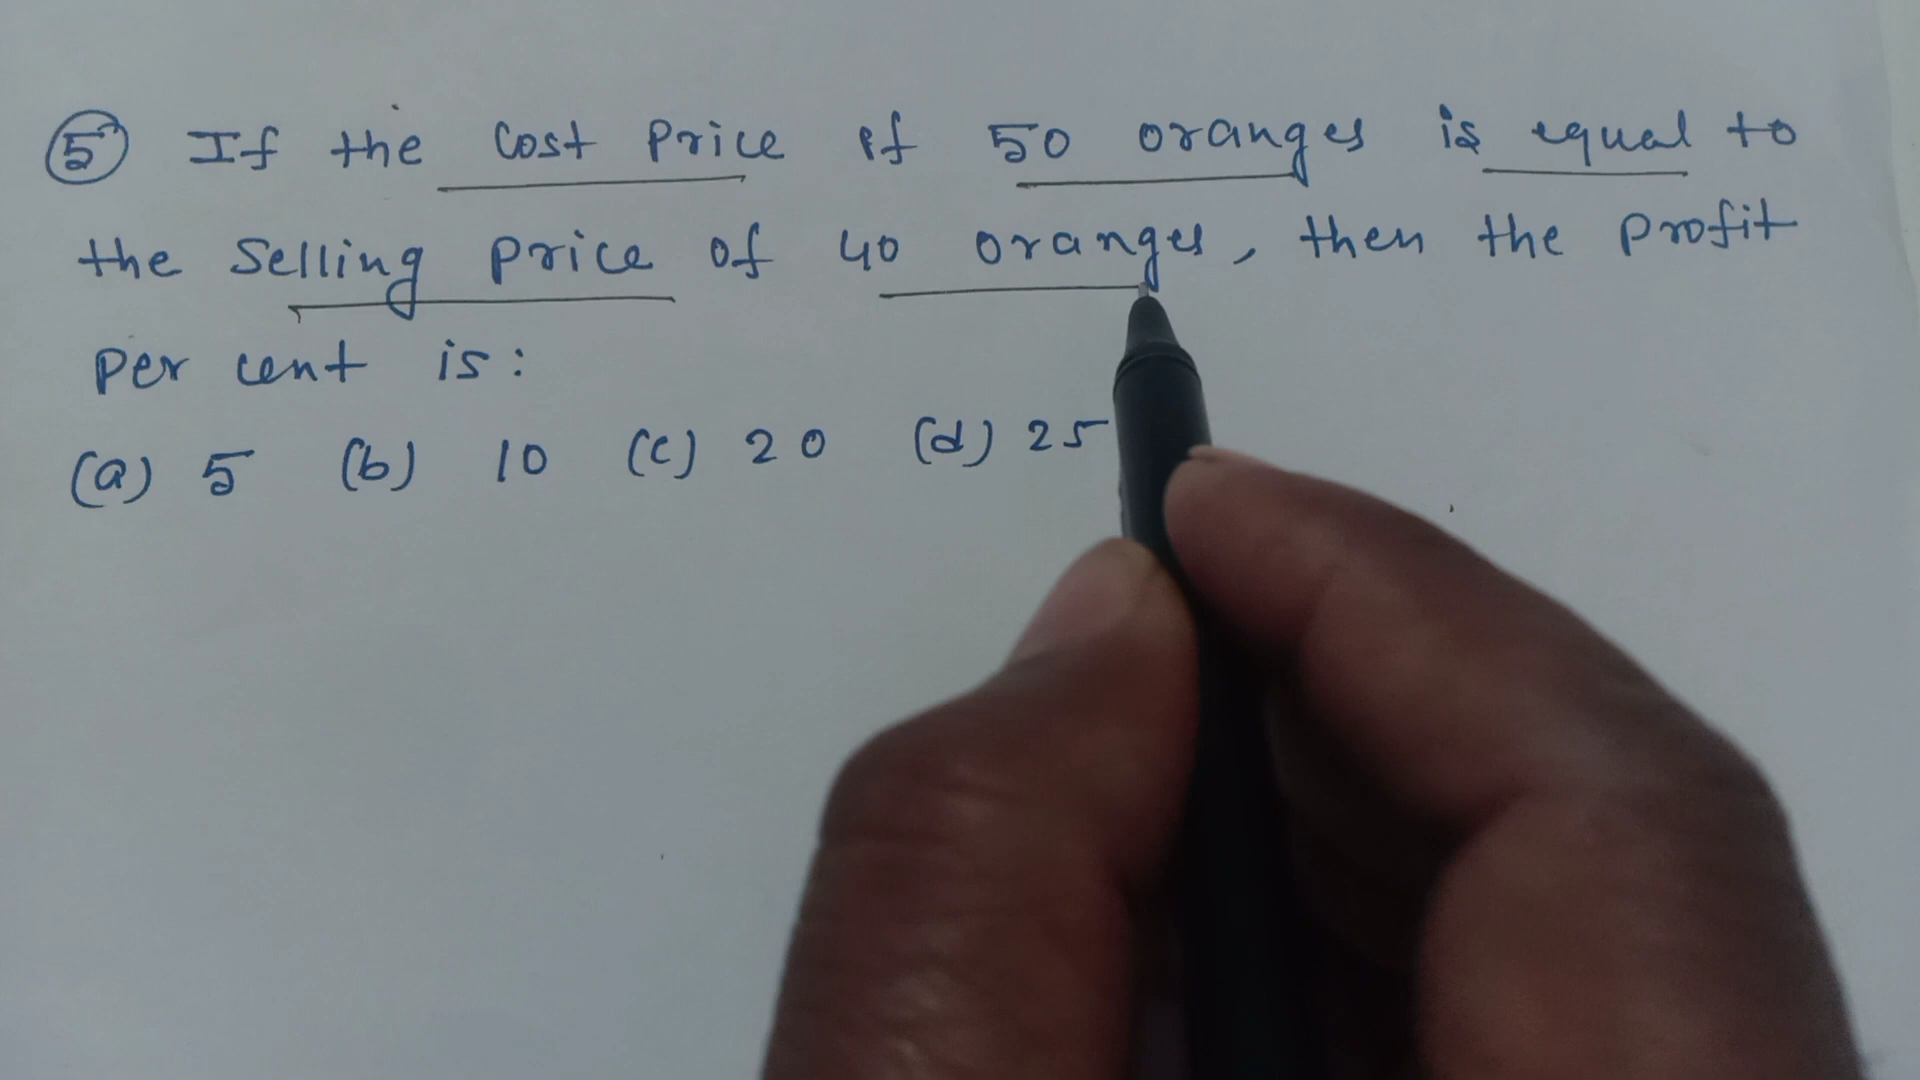 5 If the Cost Price of 50 oranges is equal to
the Selling Price of 40 oranges, then the Profit
Per cent is:
(a) 5 (b) 10 (c) 20 (d) 25